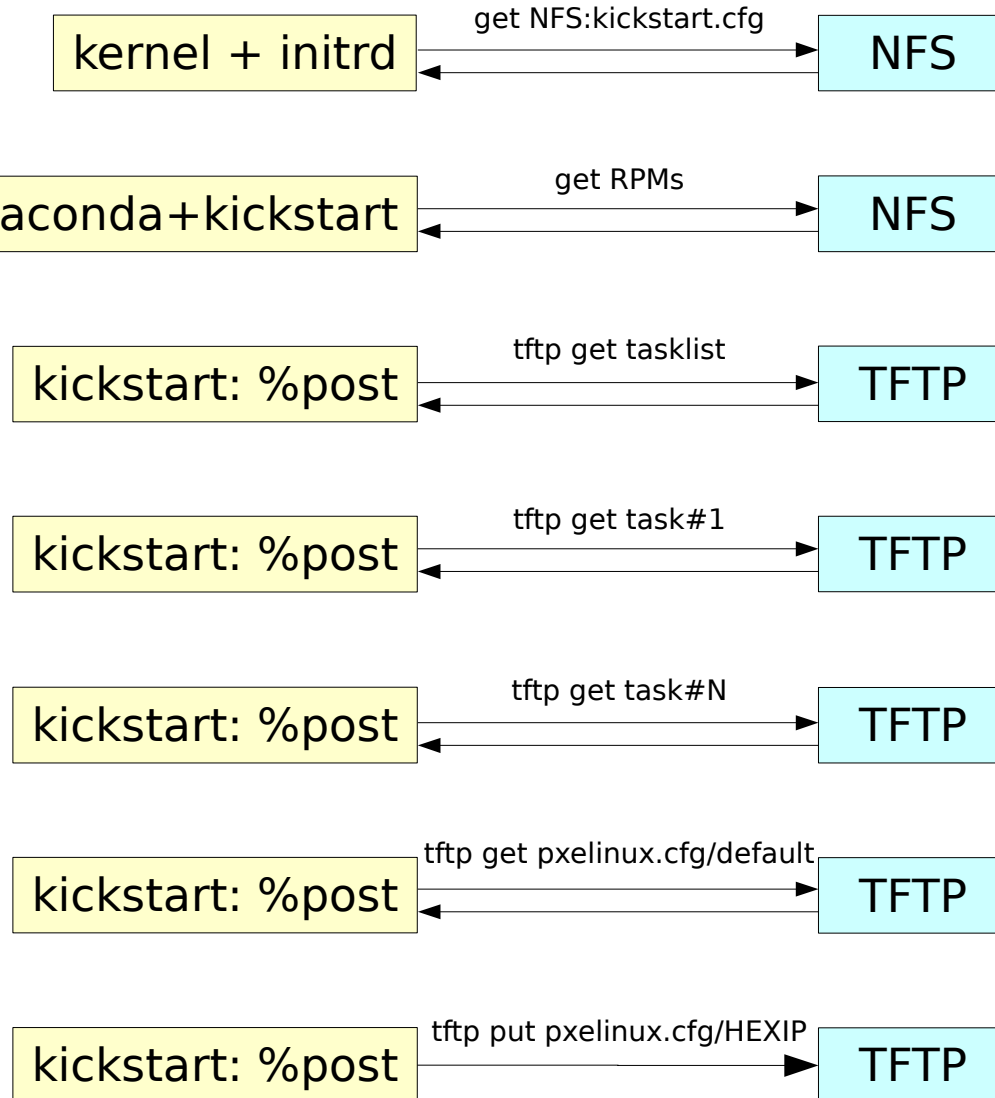 get NFS:kickstart.cfg
kernel + initrd
NFS
get RPMs
aconda+kickstart
NFS
tftp get tasklist
kickstart: %post
TFTP
tftp get task#1
kickstart: %post
TFTP
tftp get task#N
kickstart: %post
TFTP
tftp get pxelinux.cfg/default
kickstart: %post
TFTP
tftp put pxelinux.cfg/HEXIP
kickstart: %post
TFTP